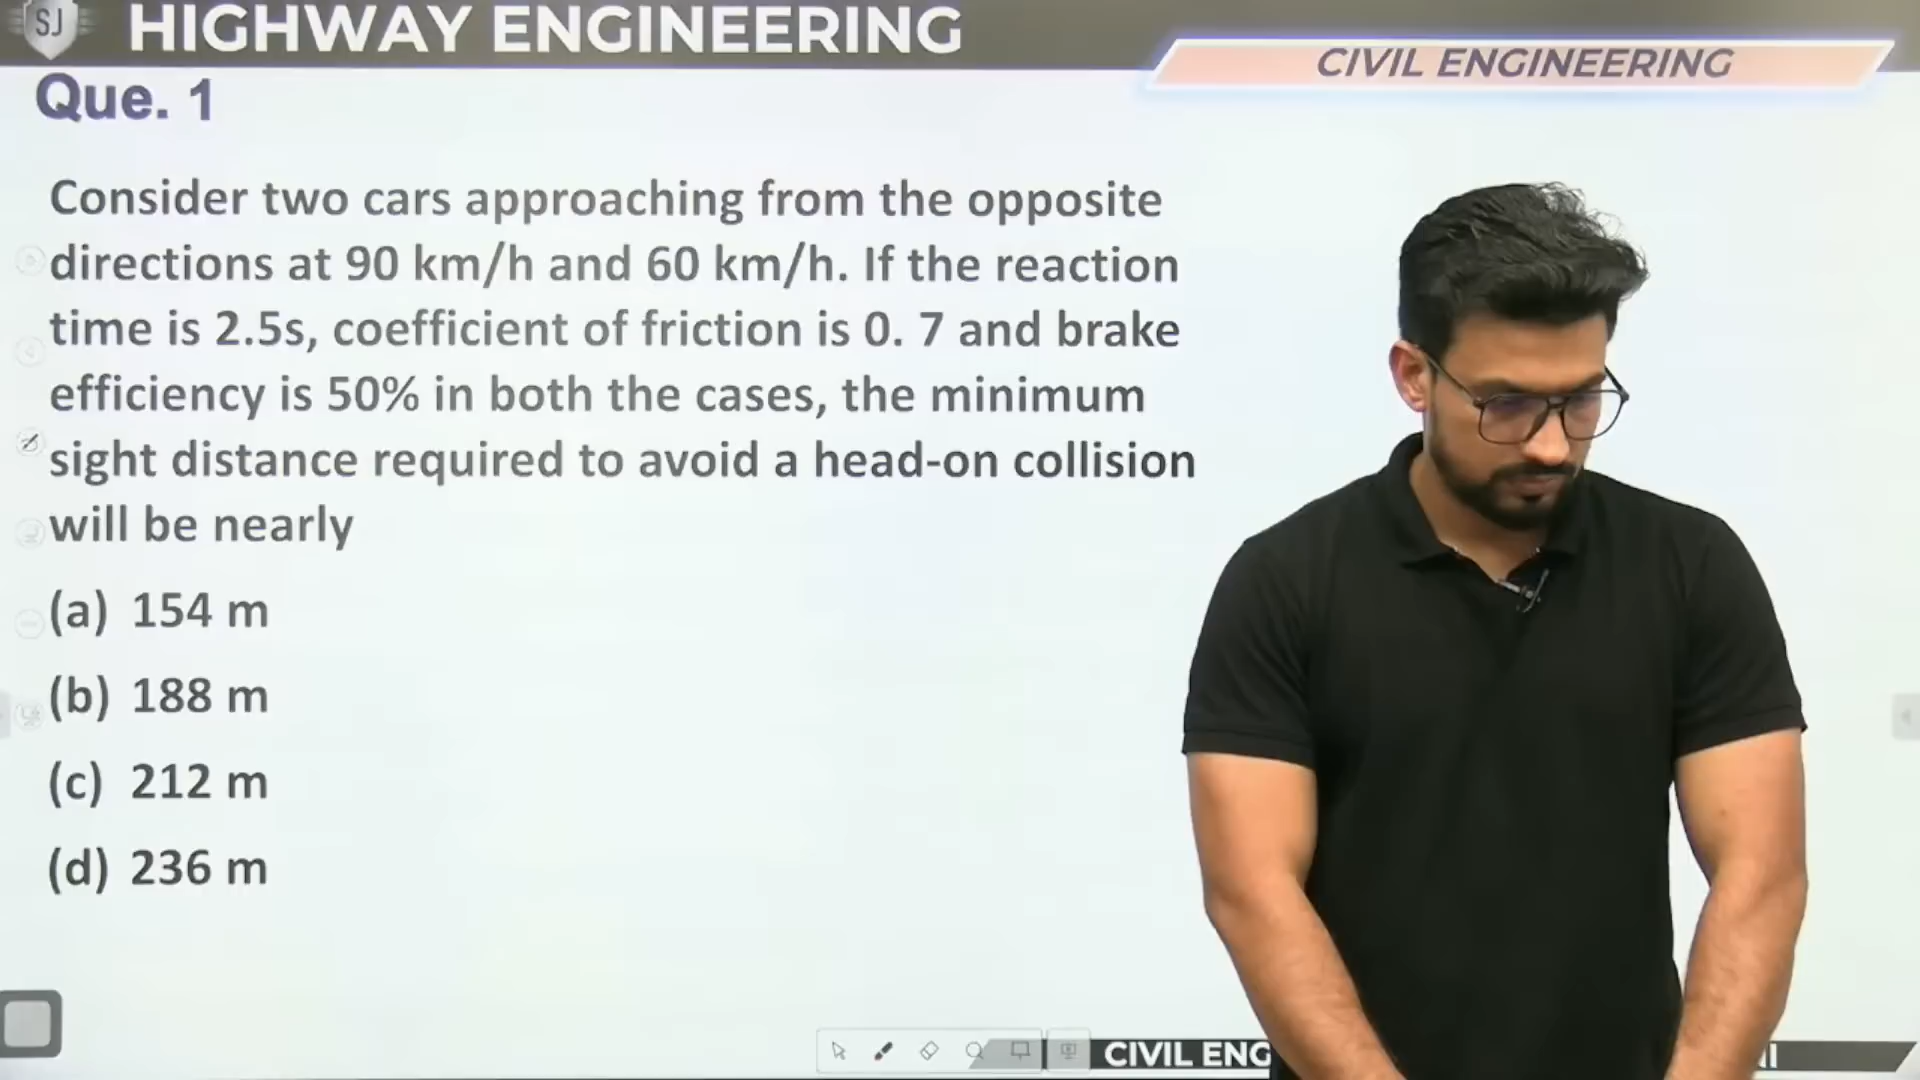 SJ
HIGHWAY ENGINEERING
CIVIL ENGINEERING
Que. 1
Consider two cars approaching from the opposite
directions at 90 km/h and 60 km/h. If the reaction
time is 2.5s, coefficient of friction is 0. 7 and brake
efficiency is 50% in both the cases, the minimum
sight distance required to avoid a head-on collision
will be nearly
(a) 154 m
(b) 188 m
(c) 212 m
(d) 236 m
CIVIL ENG